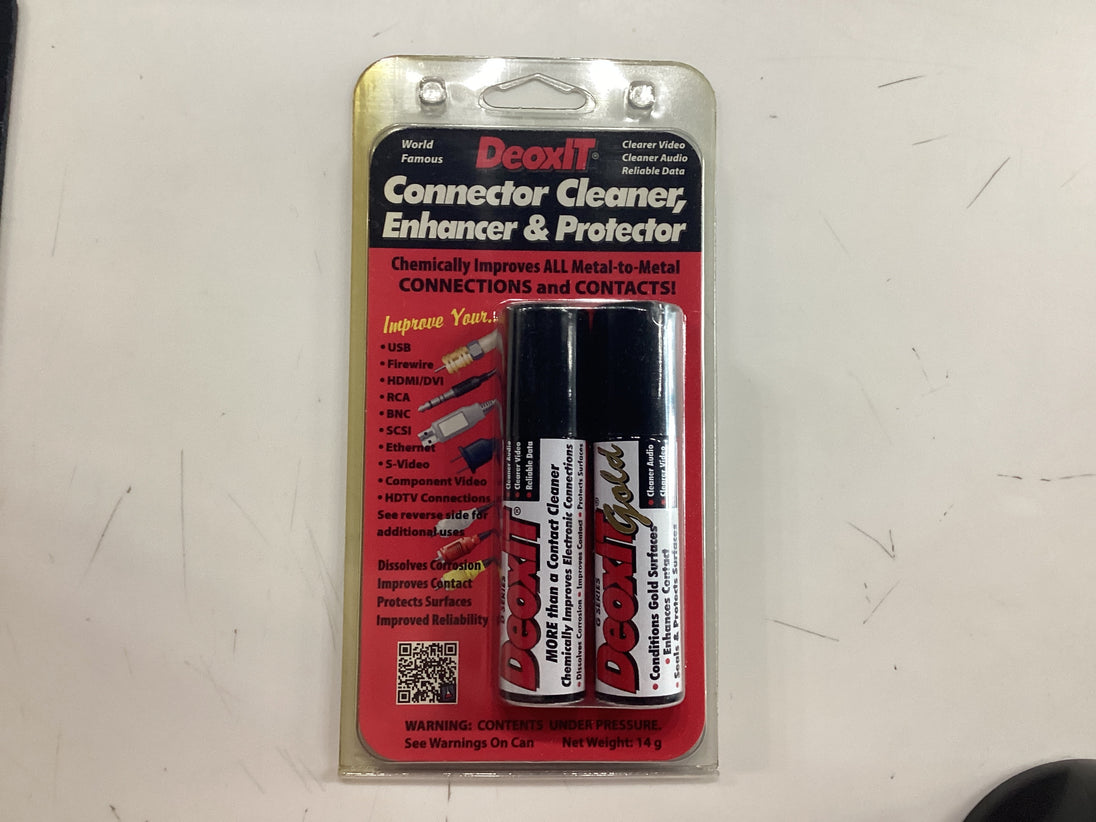 World
Famous
DeoxIT®
Clearer Video
Cleaner Audio
Reliable Data
Connector Cleaner,
Enhancer & Protector
Chemically Improves ALL Metal-to-Metal
CONNECTIONS and CONTACTS!
Improve Your...
• USB
• Firewire
• HDMI/DVI
• RCA
• BNC
• SCSI
• Ethernet
• S-Video
• Component Video
• HDTV Connections
See reverse side for
additional uses
Dissolves Corrosion
Improves Contact
Protects Surfaces
Improved Reliability
• Cleaner Audio
• Clearer Video
• Reliable Data
DeoxIT®
MORE than a Contact Cleaner
Chemically Improves Electronic Connections
• Dissolves Corrosion • Improves Contact • Protects Surfaces
• Cleaner Audio
• Clearer Video
G SERIES
DeoxIT® Gold
• Conditions Gold Surfaces
• Enhances Contact
• Seals & Protects Surfaces
WARNING: CONTENTS UNDER PRESSURE.
See Warnings On Can
Net Weight: 14 g